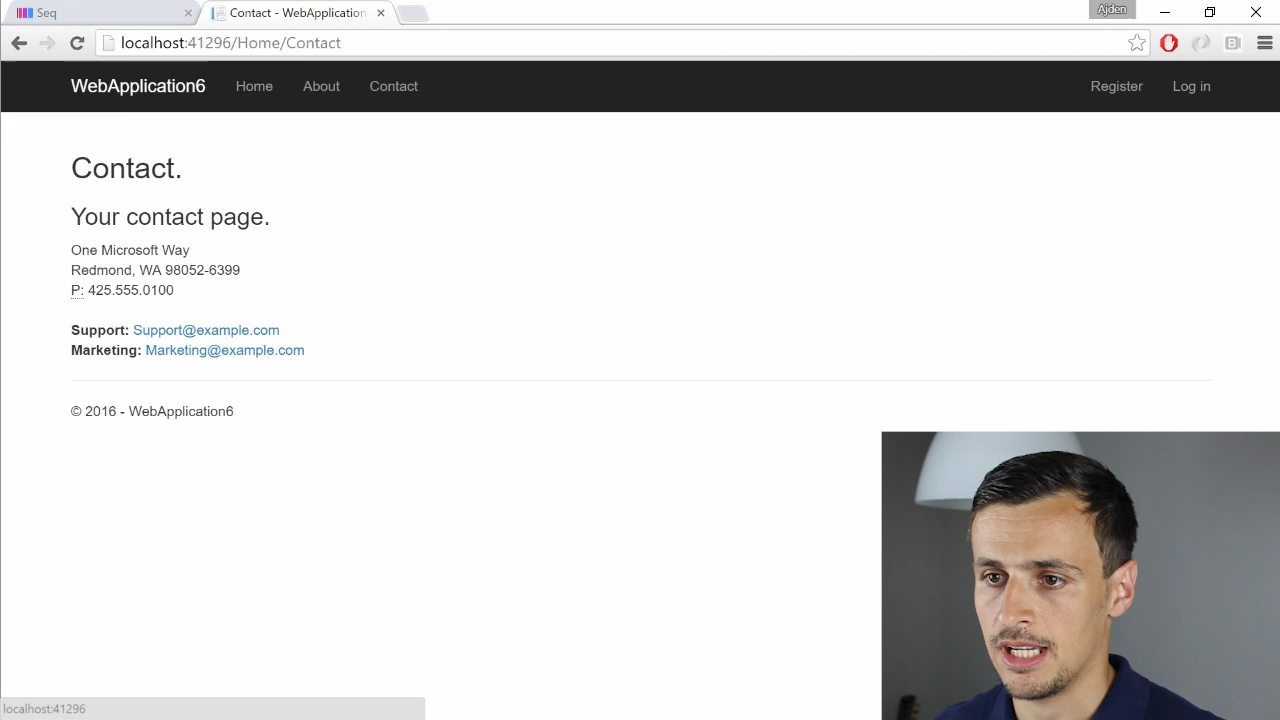 Seq
Contact - WebApplication
Ajden
localhost:41296/Home/Contact
WebApplication6 Home About Contact Register Log in
Contact.
Your contact page.
One Microsoft Way
Redmond, WA 98052-6399
P: 425.555.0100
Support: Support@example.com
Marketing: Marketing@example.com
© 2016 - WebApplication6
localhost:41296